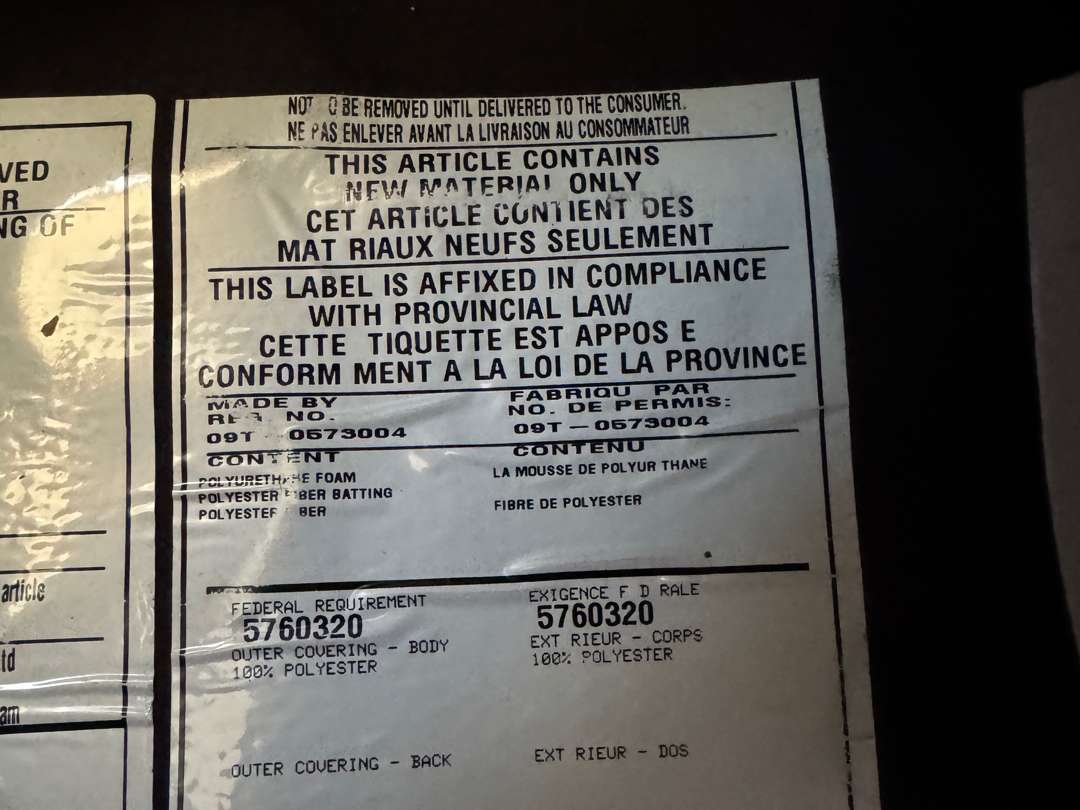 VED
R
NG OF
article
td
am
BE REMOVED UNTIL DELIVERED TO THE CONSUMER.
NE PAS ENLEVER AVANT LA LIVRAISON AU CONSOMMATEUR
THIS ARTICLE CONTAINS
NEW MATERIAL ONLY
CET ARTICLE CONTIENT DES
MAT RIAUX NEUFS SEULEMENT
THIS LABEL IS AFFIXED IN COMPLIANCE
WITH PROVINCIAL LAW
CETTE TIQUETTE EST APPOS E
CONFORM MENT A LA LOI DE LA PROVINCE
MADE BY FABRIQU PAR
REG NO. NO. DE PERMIS:
09T 0573004 09T — 0573004
CONTENT CONTENU
POLYURETHANE FOAM LA MOUSSE DE POLYUR THANE
POLYESTER FIBER BATTING
POLYESTER BER FIBRE DE POLYESTER
FEDERAL REQUIREMENT EXIGENCE F D RALE
5760320 5760320
OUTER COVERING - BODY EXT RIEUR - CORPS
100% POLYESTER 100% POLYESTER
OUTER COVERING - BACK EXT RIEUR - DOS